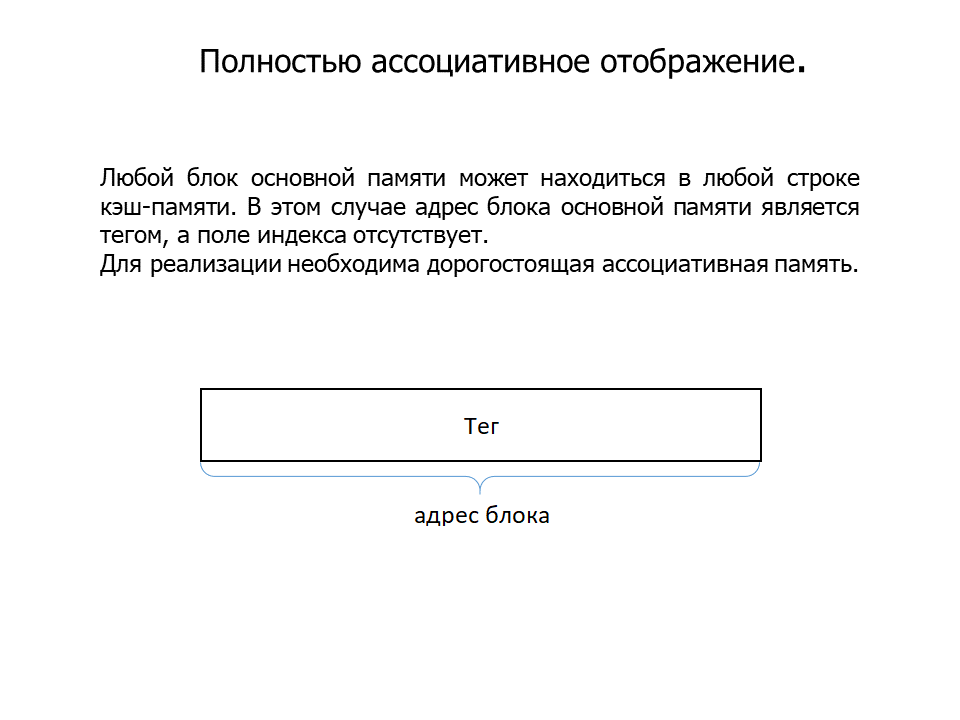 Полностью ассоциативное отображение.
Любой блок основной памяти может находиться в любой строке
кэш-памяти. В этом случае адрес блока основной памяти является
тегом, а поле индекса отсутствует.
Для реализации необходима дорогостоящая ассоциативная память.
Тег
адрес блока